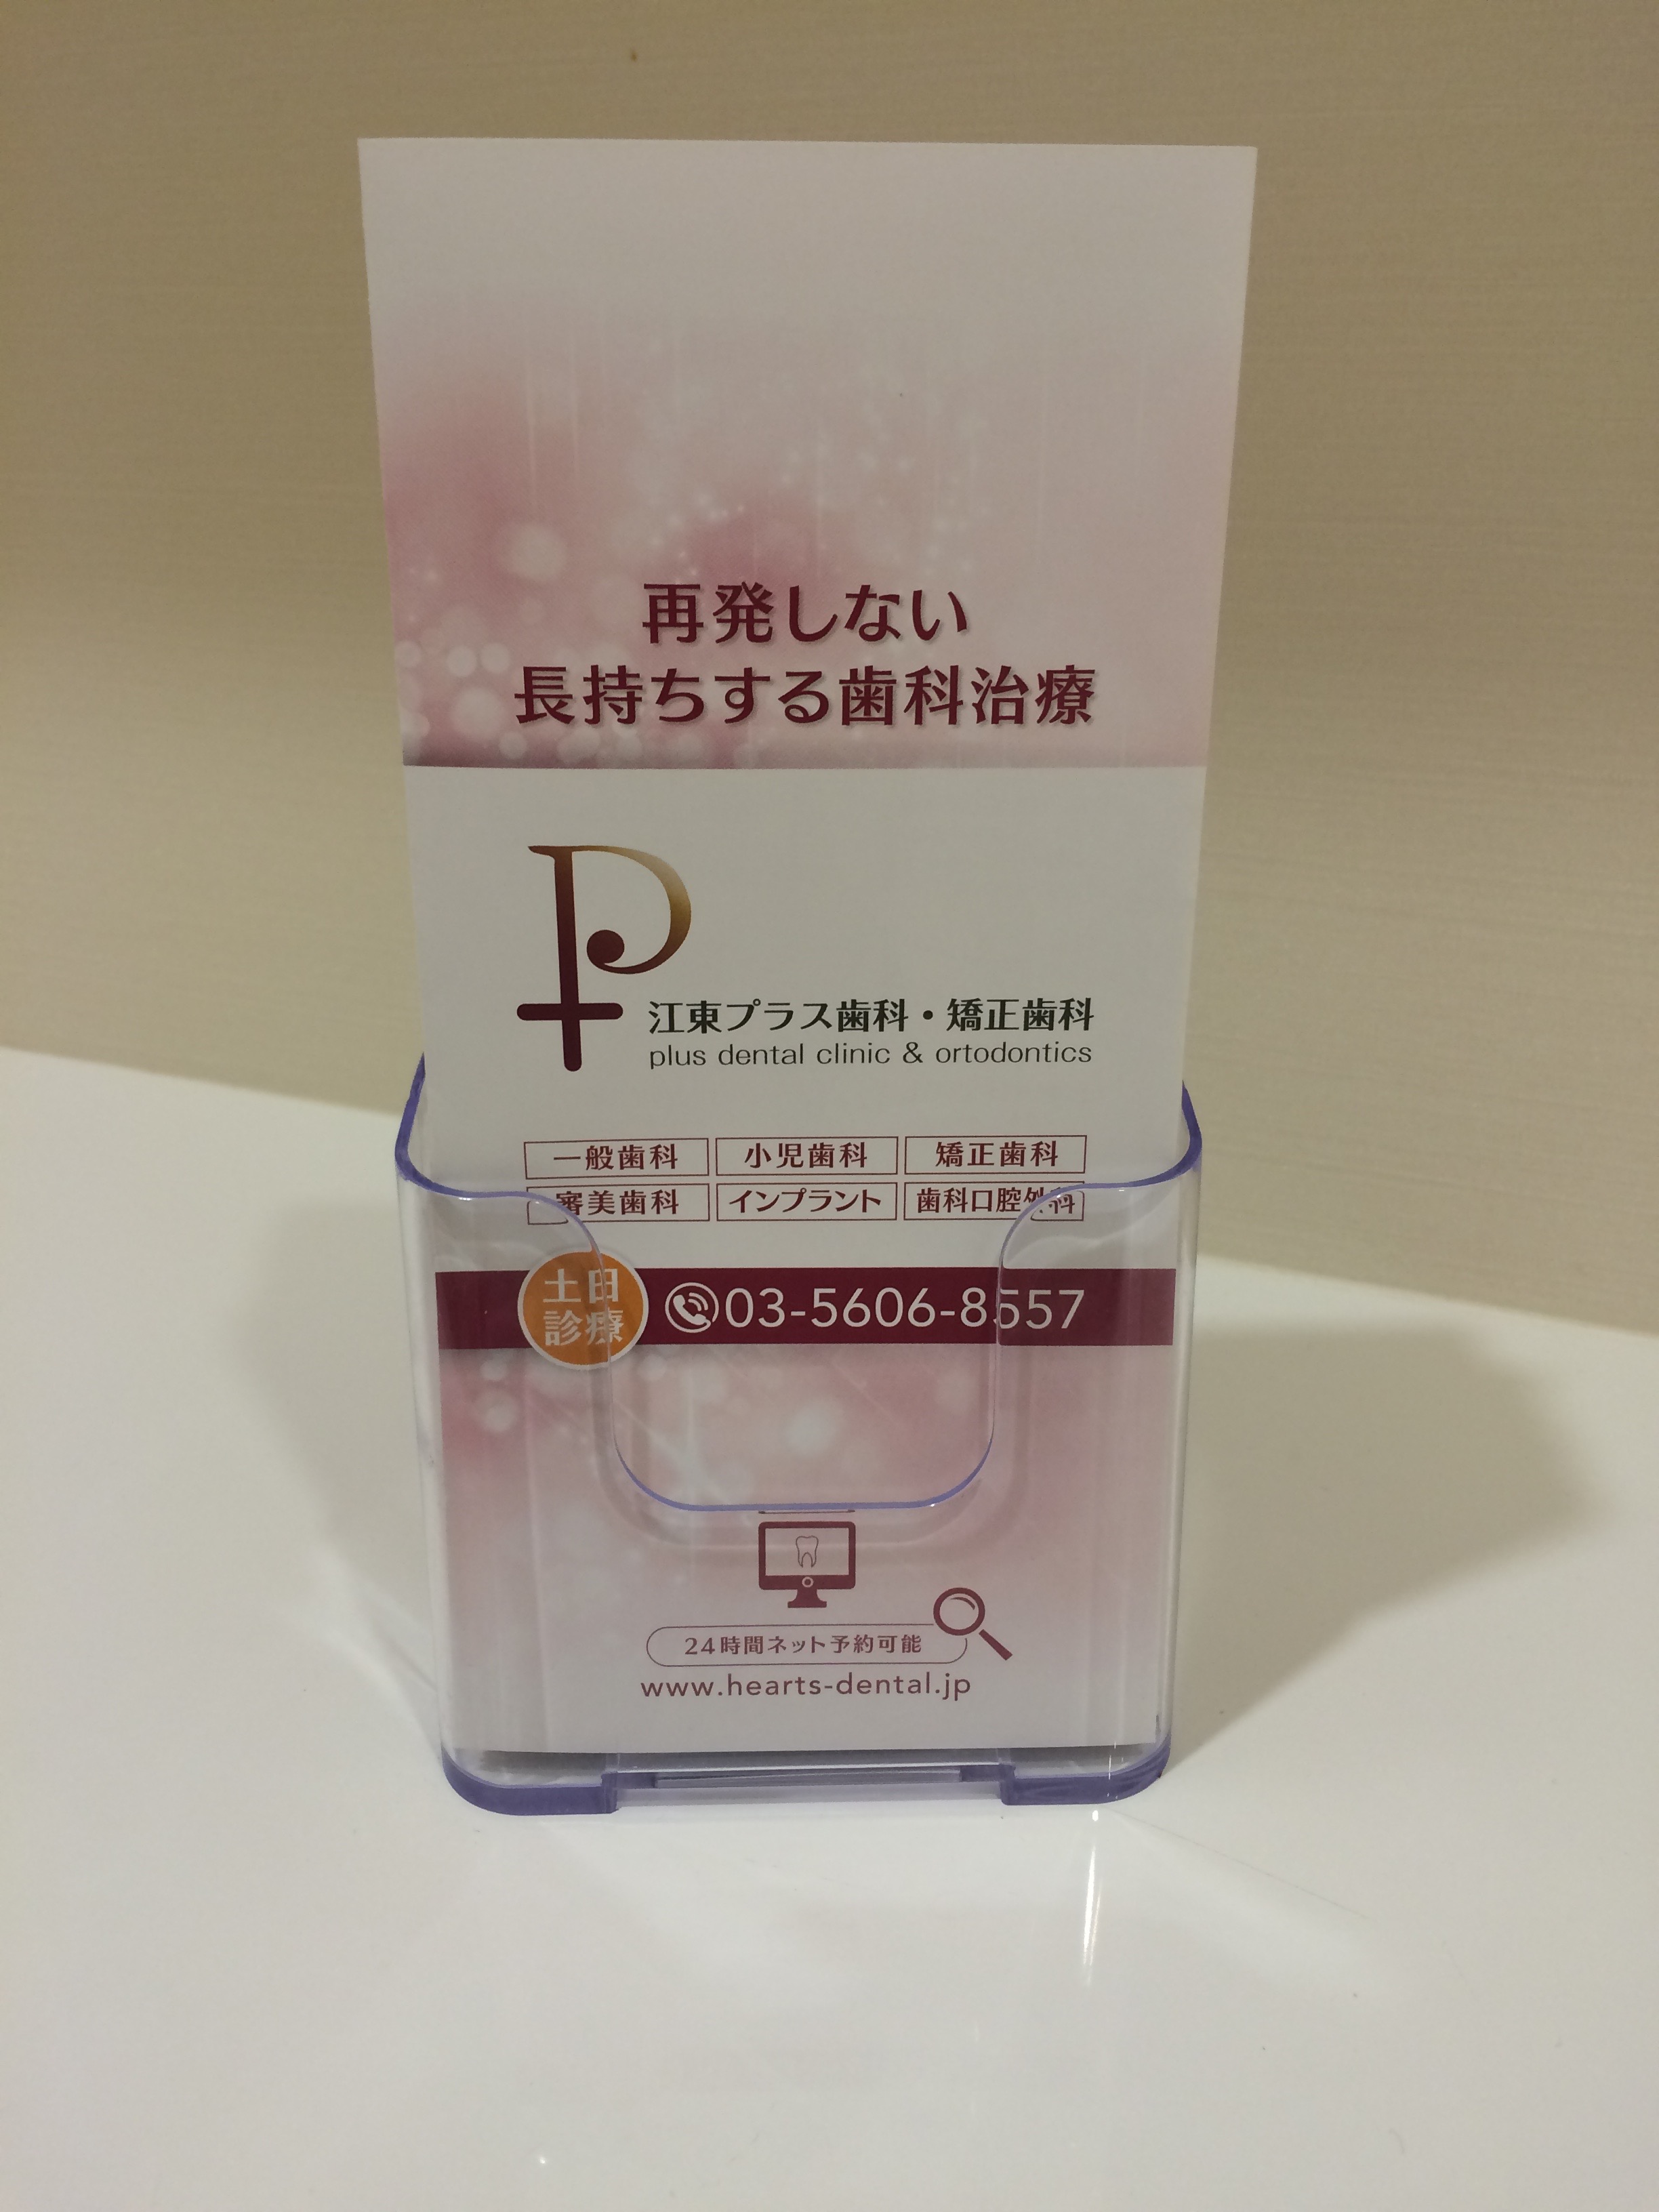 再発しない
長持ちする歯科治療
江東プラス歯科・矯正歯科
plus dental clinic & ortodontics
一般歯科 小児歯科 矯正歯科
審美歯科 インプラント 歯科口腔外科
土日
診療
03-5606-8557
24時間ネット予約可能
www.hearts-dental.jp